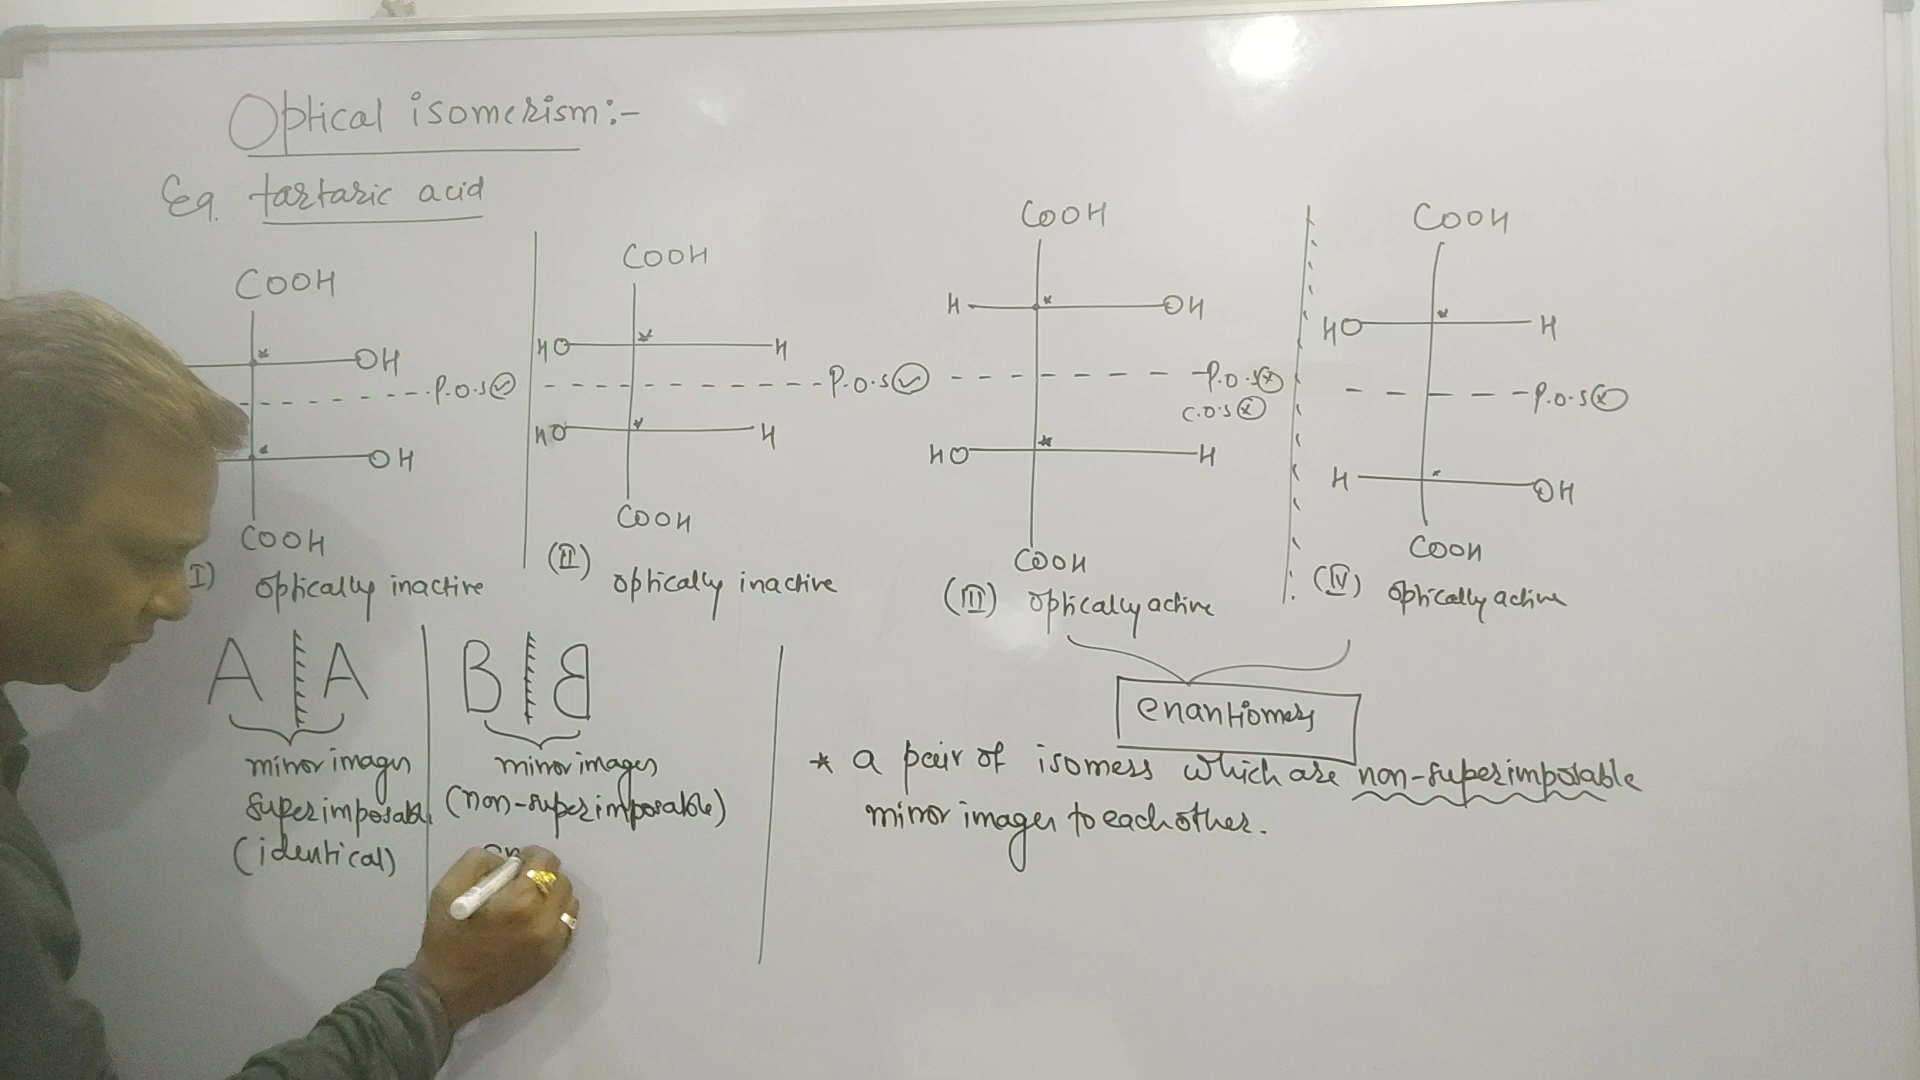 Optical isomerism:-
Eg. tartaric acid
COOH
OH
P.O.S
OH
COOH
I) optically inactive
COOH
HO H
P.O.S
HO H
COOH
(II) optically inactive
COOH
H OH
P.O.S
C.O.S
HO H
COOH
(III) optically active
COOH
HO H
P.O.S
H OH
COOH
(IV) optically active
A A
mirror images
superimposable
(identical)
B B
mirror images
(non-superimposable)
enantiomers
* a pair of isomers which are non-superimposable
mirror images to each other.